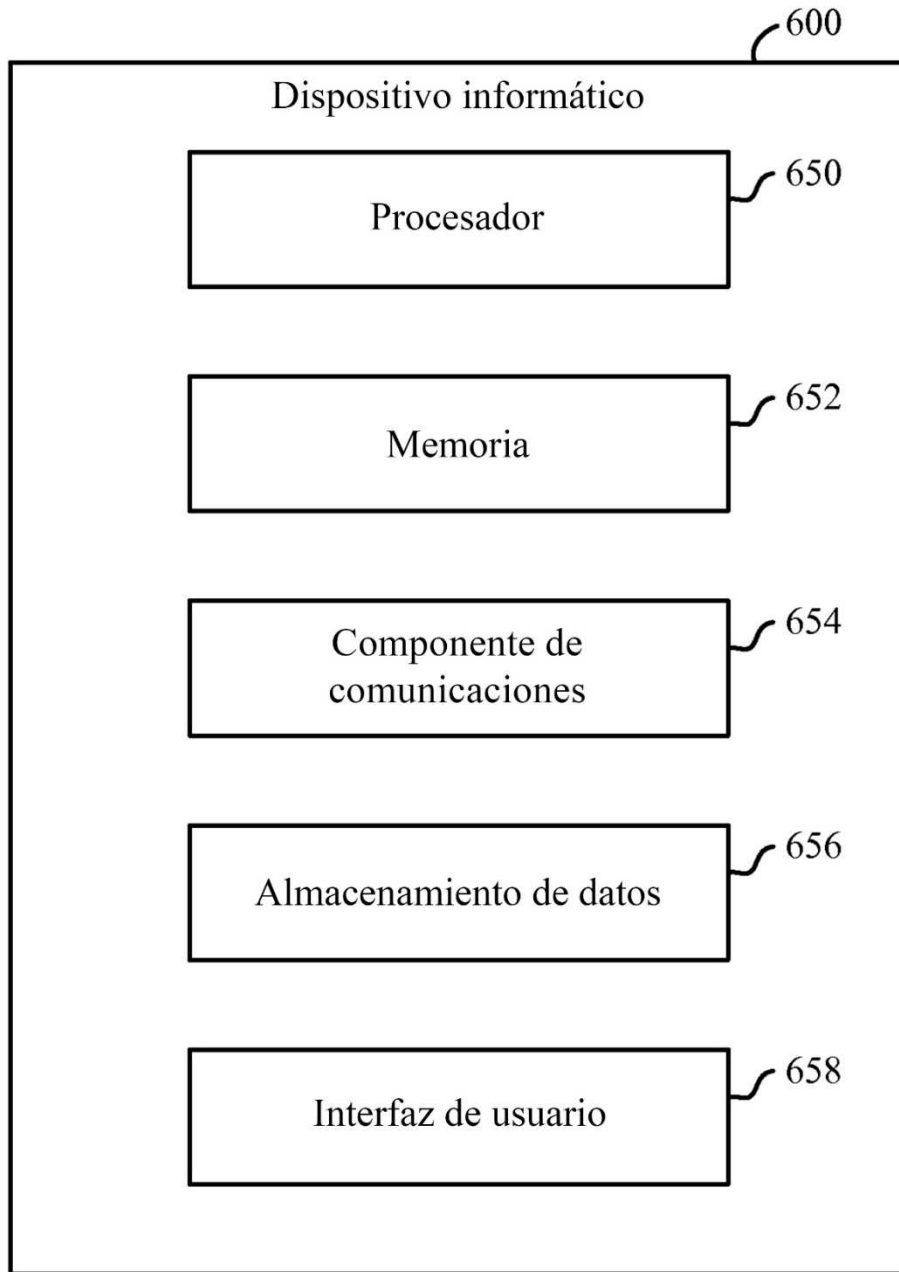 600
Dispositivo informático
650
Procesador
652
Memoria
654
Componente de
comunicaciones
656
Almacenamiento de datos
658
Interfaz de usuario